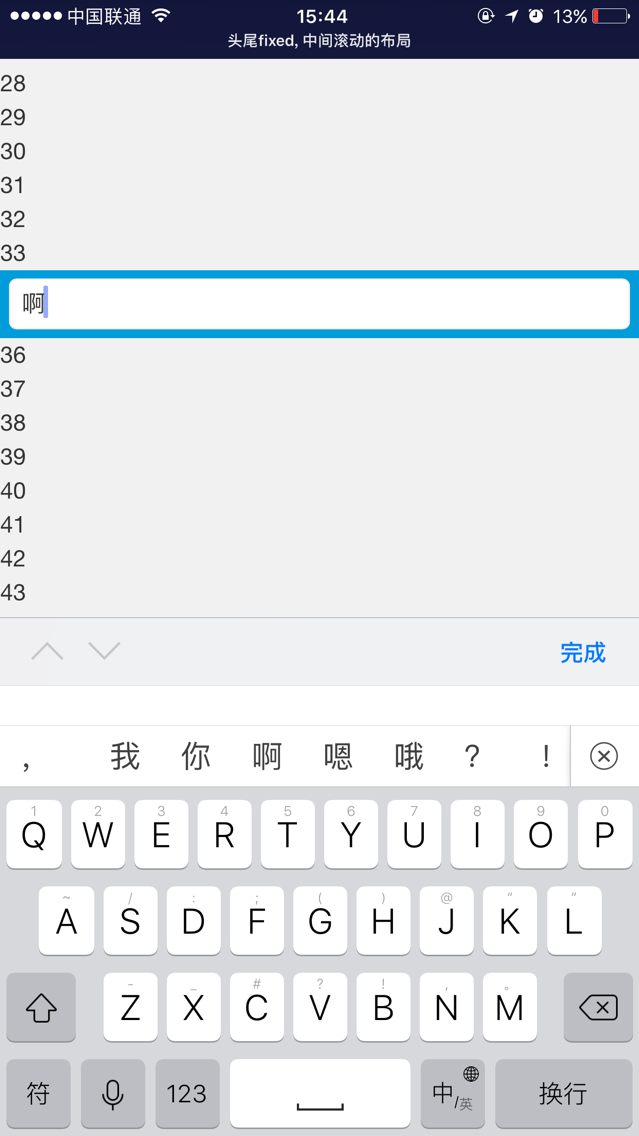 中国联通 15:44 13%
头尾fixed, 中间滚动的布局
28
29
30
31
32
33
啊
36
37
38
39
40
41
42
43
完成
， 我 你 啊 嗯 哦 ？ ！
1 2 3 4 5 6 7 8 9 0
Q W E R T Y U I O P
~ / : ; ( ) @ “ ”
A S D F G H J K L
- _ # ? ! , 。
Z X C V B N M
符 123 中/英 换行